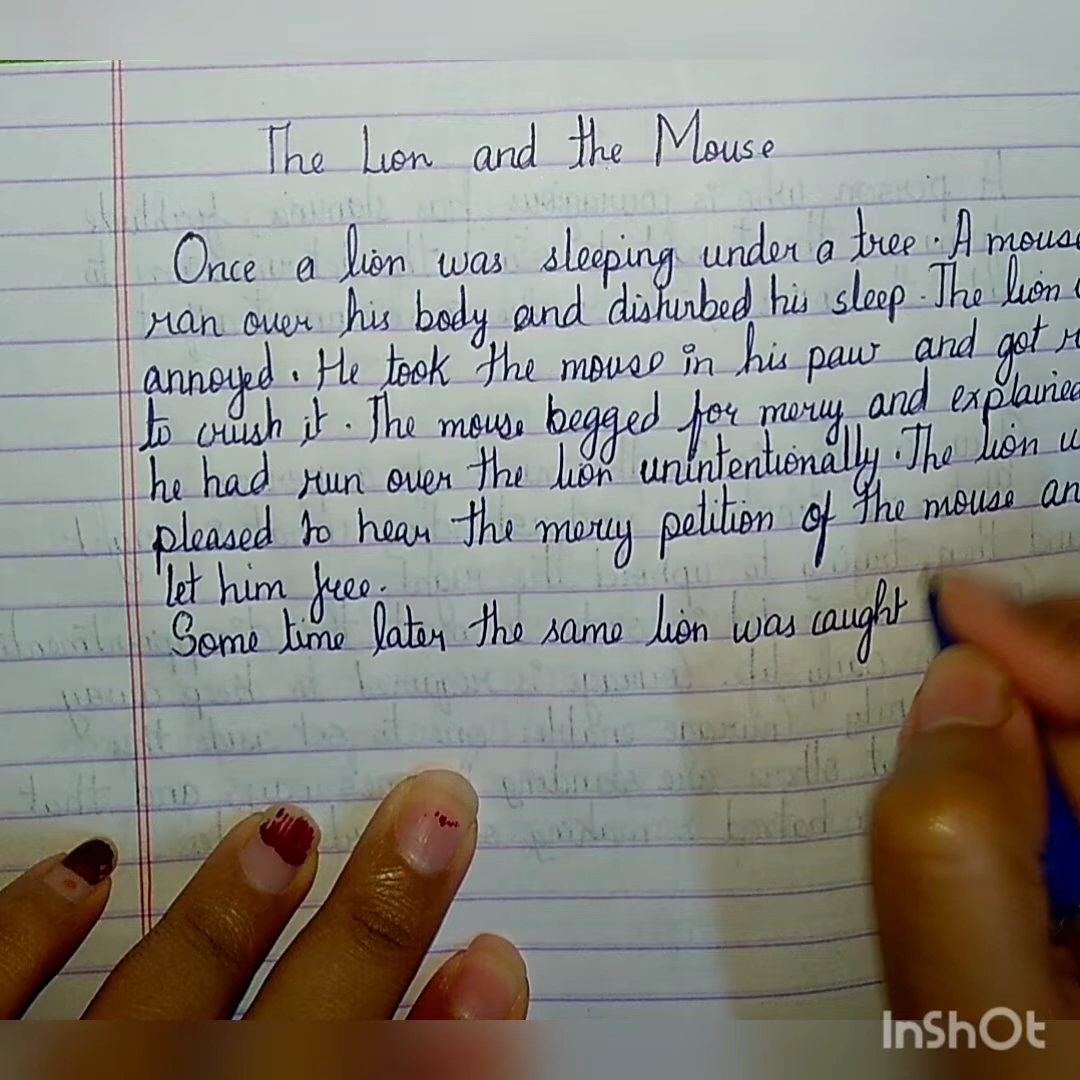 The Lion and the Mouse
Once a lion was sleeping under a tree. A mouse
ran over his body and disturbed his sleep. The lion
annoyed. He took the mouse in his paw and got
to crush it. The mouse begged for mercy and explained
he had run over the lion unintentionally. The lion
pleased to hear the mercy petition of the mouse an
let him free.
Some time later the same lion was caught
InShOt